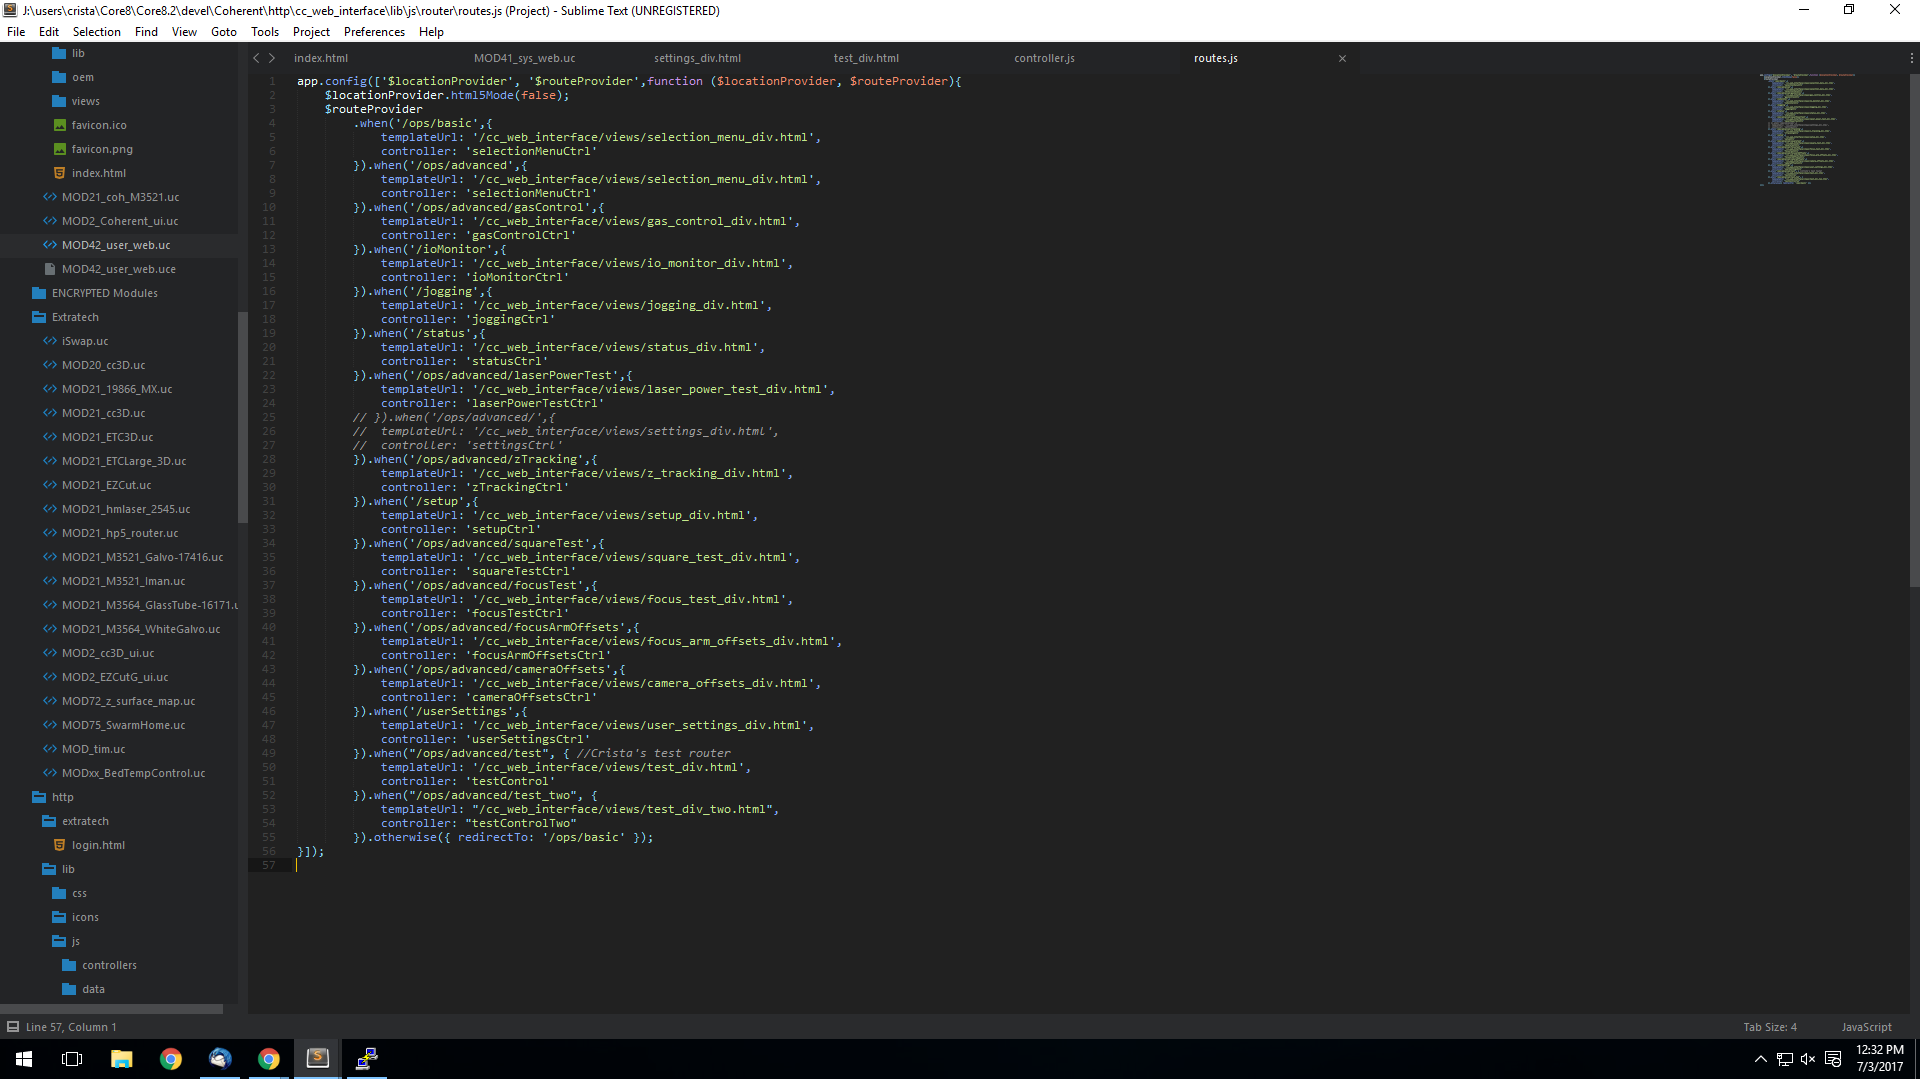 J:\users\crista\Core8\Core8.2\devel\Coherent\http\cc_web_interface\lib\js\router\routes.js (Project) - Sublime Text (UNREGISTERED)
File Edit Selection Find View Goto Tools Project Preferences Help
lib
oem
views
favicon.ico
favicon.png
index.html
MOD21_coh_M3521.uc
MOD2_Coherent_ui.uc
MOD42_user_web.uc
MOD42_user_web.uce
ENCRYPTED Modules
Extratech
iSwap.uc
MOD20_cc3D.uc
MOD21_19866_MX.uc
MOD21_cc3D.uc
MOD21_ETC3D.uc
MOD21_ETCLarge_3D.uc
MOD21_EZCut.uc
MOD21_hmlaser_2545.uc
MOD21_hp5_router.uc
MOD21_M3521_Galvo-17416.uc
MOD21_M3521_Iman.uc
MOD21_M3564_GlassTube-16171.u
MOD21_M3564_WhiteGalvo.uc
MOD2_cc3D_ui.uc
MOD2_EZCutG_ui.uc
MOD72_z_surface_map.uc
MOD75_SwarmHome.uc
MOD_tim.uc
MODxx_BedTempControl.uc
http
extratech
login.html
lib
css
icons
js
controllers
data
index.html MOD41_sys_web.uc settings_div.html test_div.html controller.js routes.js
1 app.config(['$locationProvider', '$routeProvider',function ($locationProvider, $routeProvider){
2 $locationProvider.html5Mode(false);
3 $routeProvider
4 .when('/ops/basic',{
5 templateUrl: '/cc_web_interface/views/selection_menu_div.html',
6 controller: 'selectionMenuCtrl'
7 }).when('/ops/advanced',{
8 templateUrl: '/cc_web_interface/views/selection_menu_div.html',
9 controller: 'selectionMenuCtrl'
10 }).when('/ops/advanced/gasControl',{
11 templateUrl: '/cc_web_interface/views/gas_control_div.html',
12 controller: 'gasControlCtrl'
13 }).when('/ioMonitor',{
14 templateUrl: '/cc_web_interface/views/io_monitor_div.html',
15 controller: 'ioMonitorCtrl'
16 }).when('/jogging',{
17 templateUrl: '/cc_web_interface/views/jogging_div.html',
18 controller: 'joggingCtrl'
19 }).when('/status',{
20 templateUrl: '/cc_web_interface/views/status_div.html',
21 controller: 'statusCtrl'
22 }).when('/ops/advanced/laserPowerTest',{
23 templateUrl: '/cc_web_interface/views/laser_power_test_div.html',
24 controller: 'laserPowerTestCtrl'
25 // }).when('/ops/advanced/',{
26 // templateUrl: '/cc_web_interface/views/settings_div.html',
27 // controller: 'settingsCtrl'
28 }).when('/ops/advanced/zTracking',{
29 templateUrl: '/cc_web_interface/views/z_tracking_div.html',
30 controller: 'zTrackingCtrl'
31 }).when('/setup',{
32 templateUrl: '/cc_web_interface/views/setup_div.html',
33 controller: 'setupCtrl'
34 }).when('/ops/advanced/squareTest',{
35 templateUrl: '/cc_web_interface/views/square_test_div.html',
36 controller: 'squareTestCtrl'
37 }).when('/ops/advanced/focusTest',{
38 templateUrl: '/cc_web_interface/views/focus_test_div.html',
39 controller: 'focusTestCtrl'
40 }).when('/ops/advanced/focusArmOffsets',{
41 templateUrl: '/cc_web_interface/views/focus_arm_offsets_div.html',
42 controller: 'focusArmOffsetsCtrl'
43 }).when('/ops/advanced/cameraOffsets',{
44 templateUrl: '/cc_web_interface/views/camera_offsets_div.html',
45 controller: 'cameraOffsetsCtrl'
46 }).when('/userSettings',{
47 templateUrl: '/cc_web_interface/views/user_settings_div.html',
48 controller: 'userSettingsCtrl'
49 }).when("/ops/advanced/test", { //Crista's test router
50 templateUrl: '/cc_web_interface/views/test_div.html',
51 controller: 'testControl'
52 }).when("/ops/advanced/test_two", {
53 templateUrl: "/cc_web_interface/views/test_div_two.html",
54 controller: "testControlTwo"
55 }).otherwise({ redirectTo: '/ops/basic' });
56 }]);
57
Line 57, Column 1
Tab Size: 4
JavaScript
12:32 PM
7/3/2017